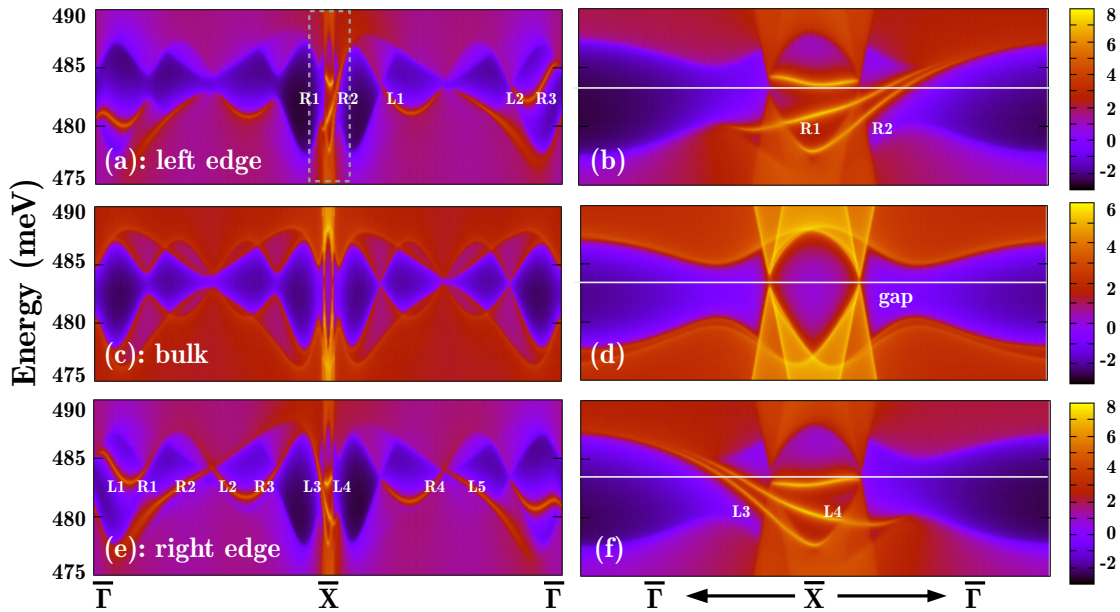 Energy (meV)
490
485
480
475
R1 R2 L1 L2 R3
(a): left edge
(b)
R1 R2
8
6
4
2
0
-2
490
485
480
475
(c): bulk
(d)
gap
6
4
2
0
-2
490
485
480
475
L1 R1 R2 L2 R3 L3 L4 R4 L5
(e): right edge
(f)
L3 L4
8
6
4
2
0
-2
Γ̅ X̅ Γ̅
Γ̅ X̅ Γ̅